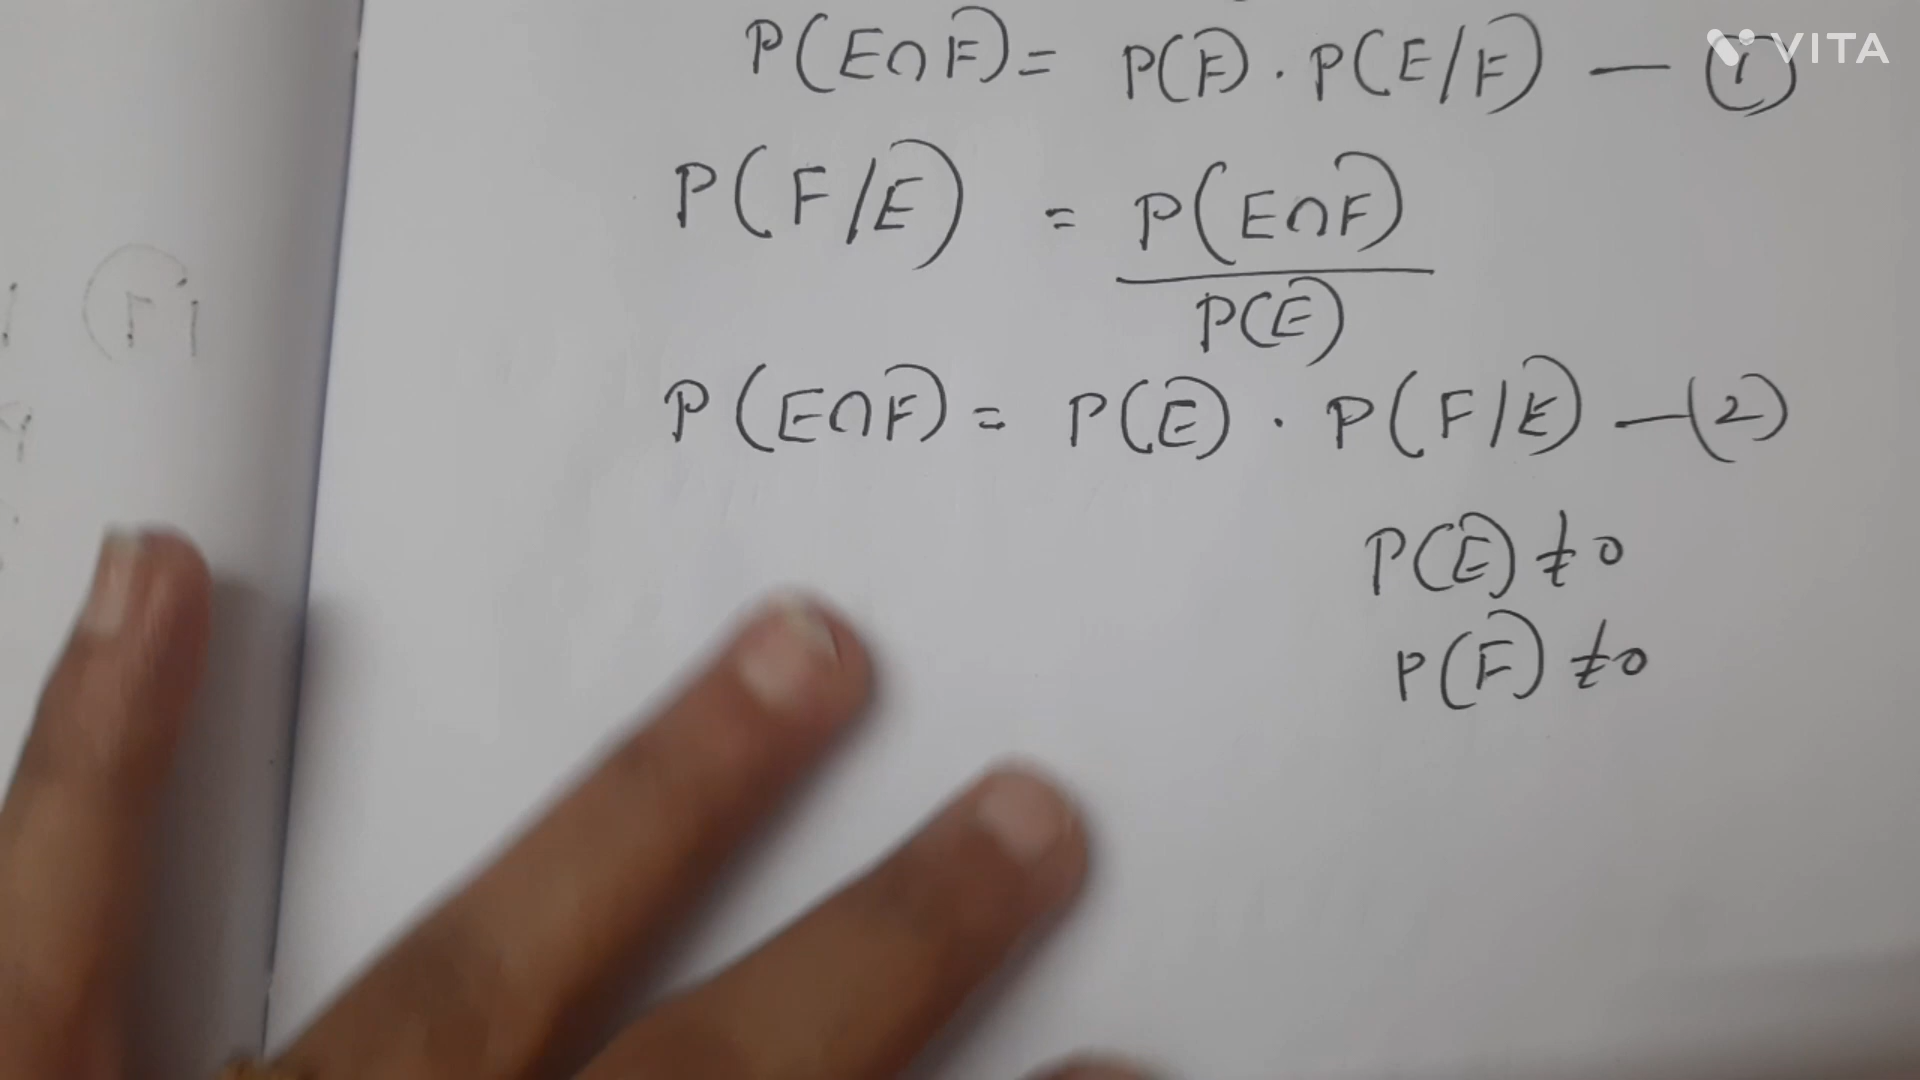 P(E∩F) = P(F) . P(E/F) — (1)
VITA
P(F/E) = P(E∩F)
P(E)
P(E∩F) = P(E) . P(F/E) — (2)
P(E) ≠ 0
P(F) ≠ 0